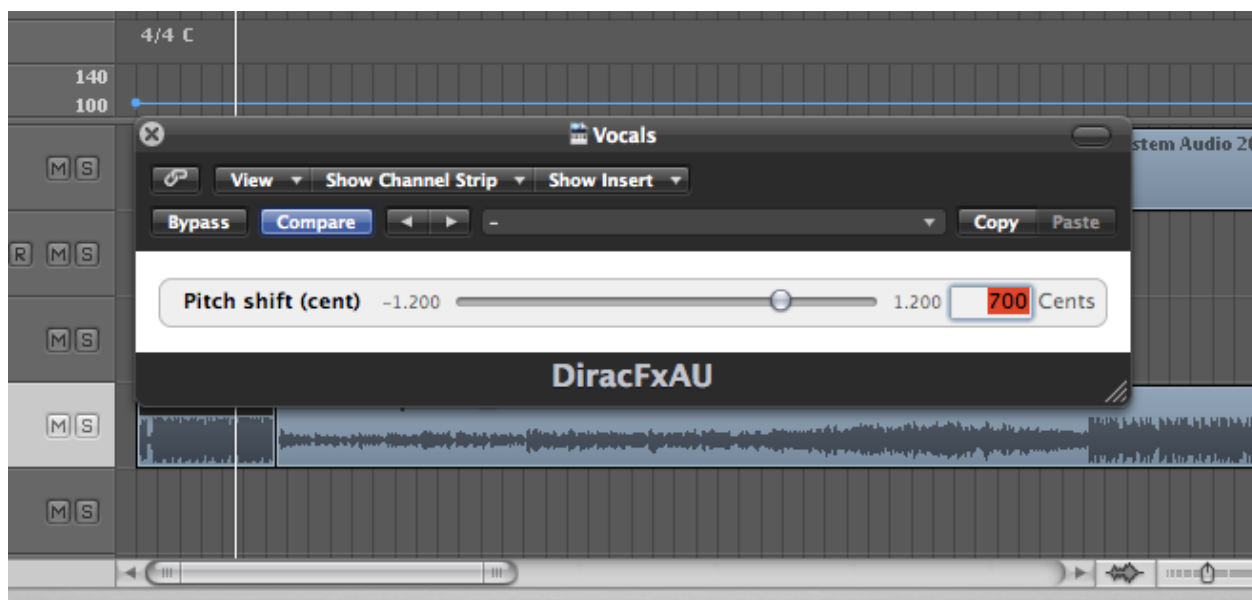 4/4 C
140
100
Vocals
stem Audio 20
M S
View Show Channel Strip Show Insert
Bypass Compare - Copy Paste
R M S
Pitch shift (cent) -1.200 1.200 700 Cents
M S
DiracFxAU
M S
M S